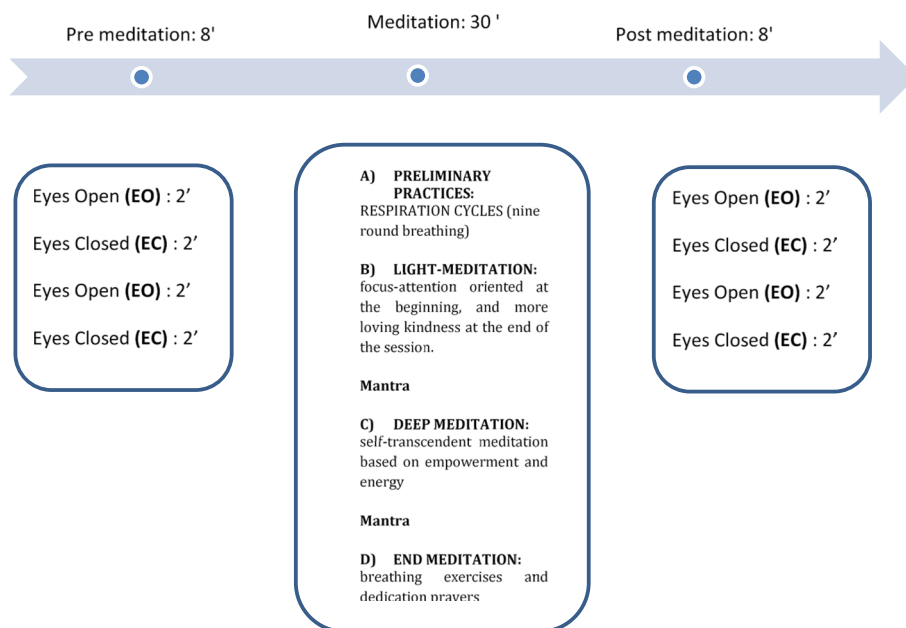 Pre meditation: 8'
Meditation: 30 '
Post meditation: 8'
Eyes Open (EO) : 2’
Eyes Closed (EC) : 2’
Eyes Open (EO) : 2’
Eyes Closed (EC) : 2’
A) PRELIMINARY
PRACTICES:
RESPIRATION CYCLES (nine
round breathing)
B) LIGHT-MEDITATION:
focus-attention oriented at
the beginning, and more
loving kindness at the end of
the session.
Mantra
C) DEEP MEDITATION:
self-transcendent meditation
based on empowerment and
energy
Mantra
D) END MEDITATION:
breathing exercises and
dedication prayers
Eyes Open (EO) : 2’
Eyes Closed (EC) : 2’
Eyes Open (EO) : 2’
Eyes Closed (EC) : 2’